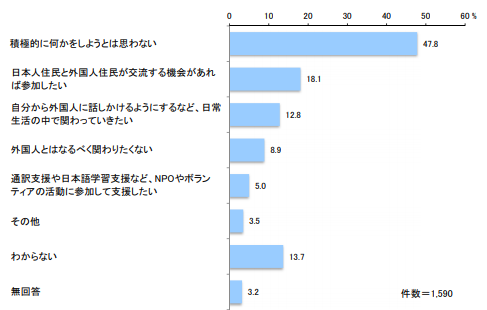 0 10 20 30 40 50 60 %
積極的に何かをしようとは思わない 47.8
日本人住民と外国人住民が交流する機会があれ
ば参加したい 18.1
自分から外国人に話しかけるようにするなど、日常
生活の中で関わっていきたい 12.8
外国人とはなるべく関わりたくない 8.9
通訳支援や日本語学習支援など、NPOやボラン
ティアの活動に参加して支援したい 5.0
その他 3.5
わからない 13.7
無回答 3.2
件数=1,590